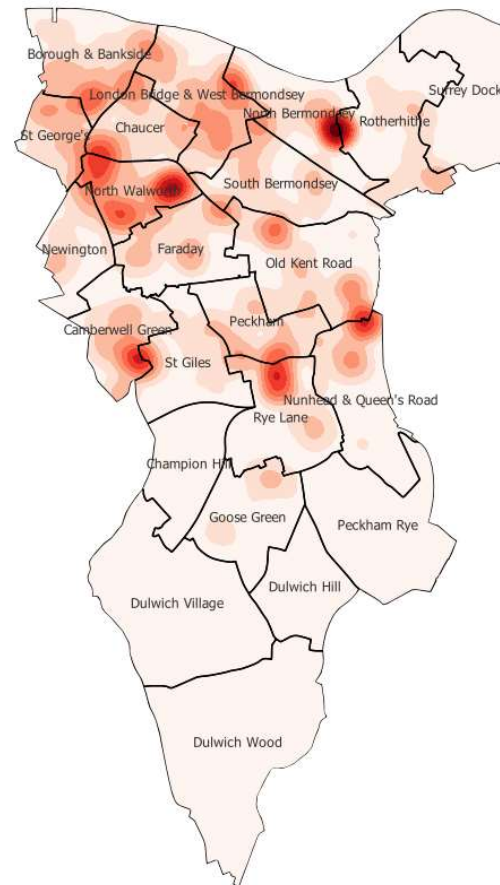 Borough & Bankside
Surrey Dock
London Bridge & West Bermondsey
North Bermondsey
Rotherhithe
St George's
Chaucer
South Bermondsey
North Walworth
Newington
Faraday
Old Kent Road
Peckham
Camberwell Green
St Giles
Nunhead & Queen's Road
Rye Lane
Champion Hill
Goose Green
Peckham Rye
Dulwich Hill
Dulwich Village
Dulwich Wood